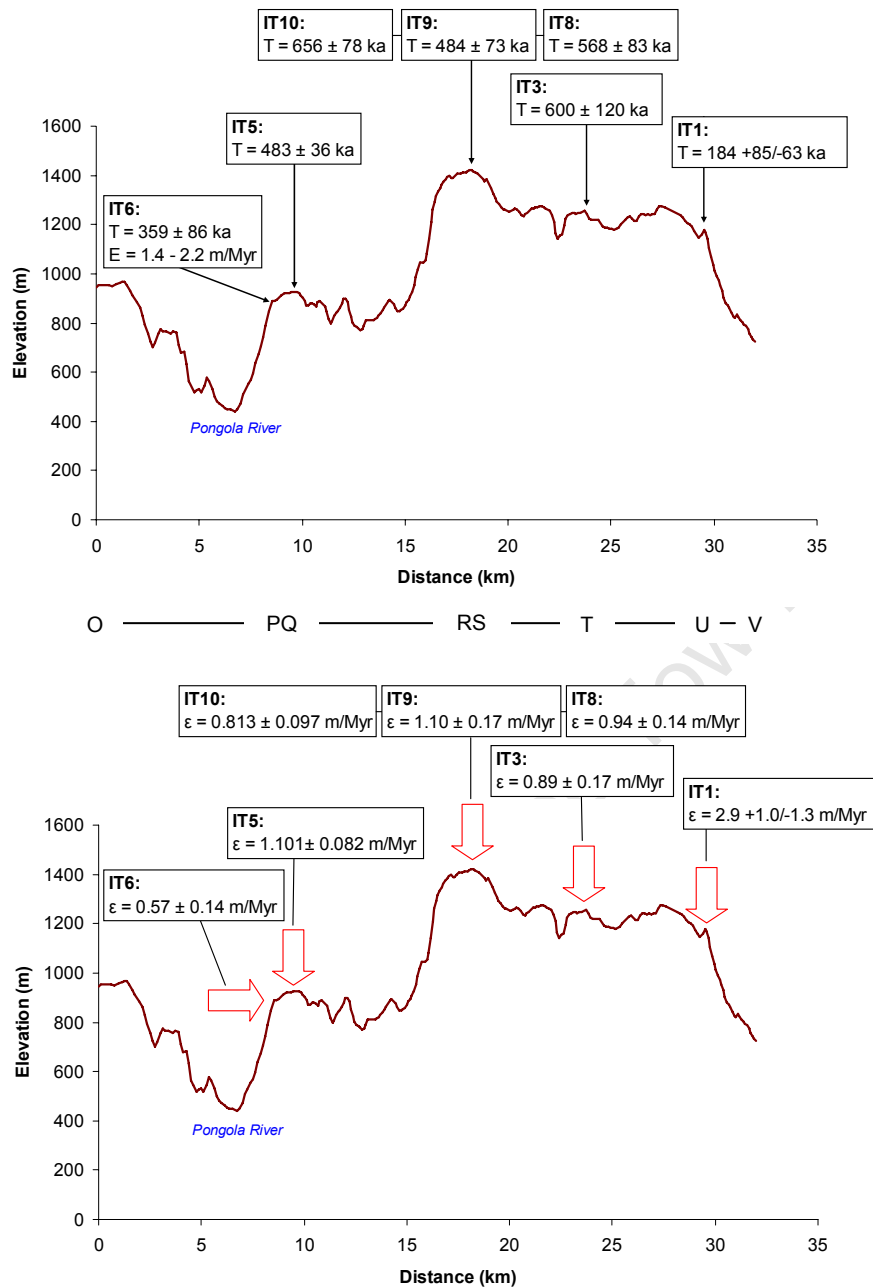 IT10:
T = 656 ± 78 ka
IT9:
T = 484 ± 73 ka
IT8:
T = 568 ± 83 ka
IT3:
T = 600 ± 120 ka
IT5:
T = 483 ± 36 ka
IT1:
T = 184 +85/-63 ka
IT6:
T = 359 ± 86 ka
E = 1.4 - 2.2 m/Myr
1600
1400
1200
1000
800
600
400
200
0
Elevation (m)
Pongola River
0 5 10 15 20 25 30 35
Distance (km)
O PQ RS T U V
IT10:
ε = 0.813 ± 0.097 m/Myr
IT9:
ε = 1.10 ± 0.17 m/Myr
IT8:
ε = 0.94 ± 0.14 m/Myr
IT3:
ε = 0.89 ± 0.17 m/Myr
IT5:
ε = 1.101± 0.082 m/Myr
IT1:
ε = 2.9 +1.0/-1.3 m/Myr
IT6:
ε = 0.57 ± 0.14 m/Myr
1600
1400
1200
1000
800
600
400
200
0
Elevation (m)
Pongola River
0 5 10 15 20 25 30 35
Distance (km)